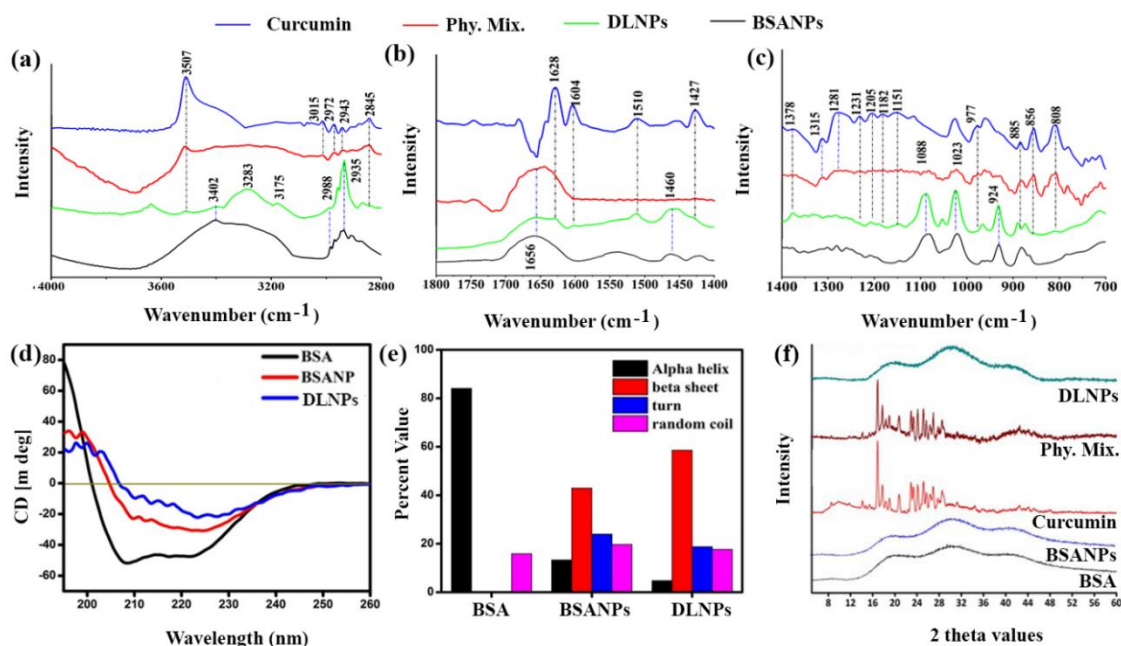 Curcumin Phy. Mix. DLNPs BSANPs
(a)
3507
3015
2972
2943
2845
3402
3283
3175
2988
2935
Intensity
4000 3600 3200 2800
Wavenumber (cm-1)
(b)
1628
1604
1510
1427
1656
1460
Intensity
1800 1700 1650 1600 1550 1500 1450 1400
Wavenumber (cm-1)
(c)
1378
1315
1281
1231
1205
1182
1151
977
885
856
808
1088
1023
924
Intensity
1400 1300 1200 1100 1000 900 800 700
Wavenumber (cm-1)
(d)
BSA
BSANP
DLNPs
CD [m deg]
80
60
40
20
0
-20
-40
-60
200 210 220 230 240 250 260
Wavelength (nm)
(e)
Alpha helix
beta sheet
turn
random coil
Percent Value
100
80
60
40
20
0
BSA BSANPs DLNPs
(f)
DLNPs
Phy. Mix.
Curcumin
BSANPs
BSA
Intensity
8 16 24 28 36 44 48 52 56 60
2 theta values